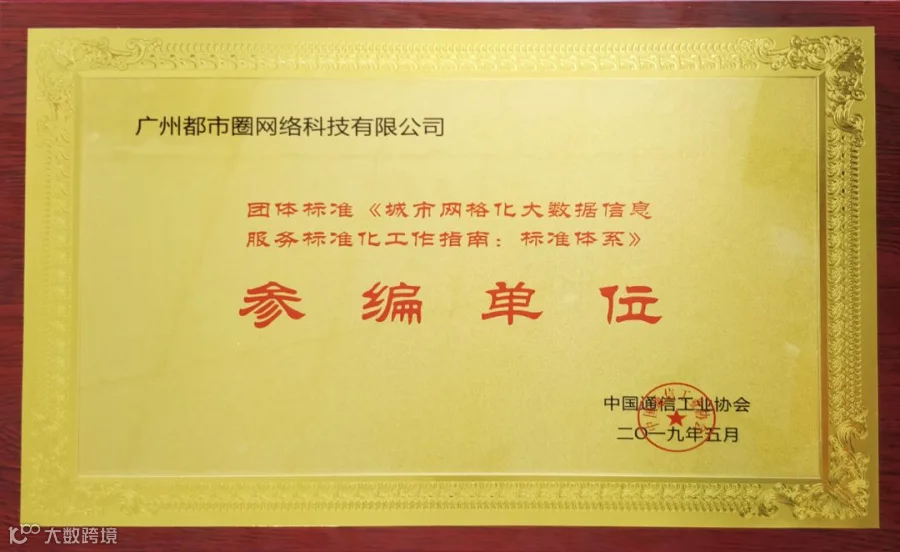 广州都市圈网络科技有限公司
团体标准《城市网格化大数据信息
服务标准化工作指南：标准体系》
参编单位
中国通信工业协会
二〇一九年五月
大数跨境